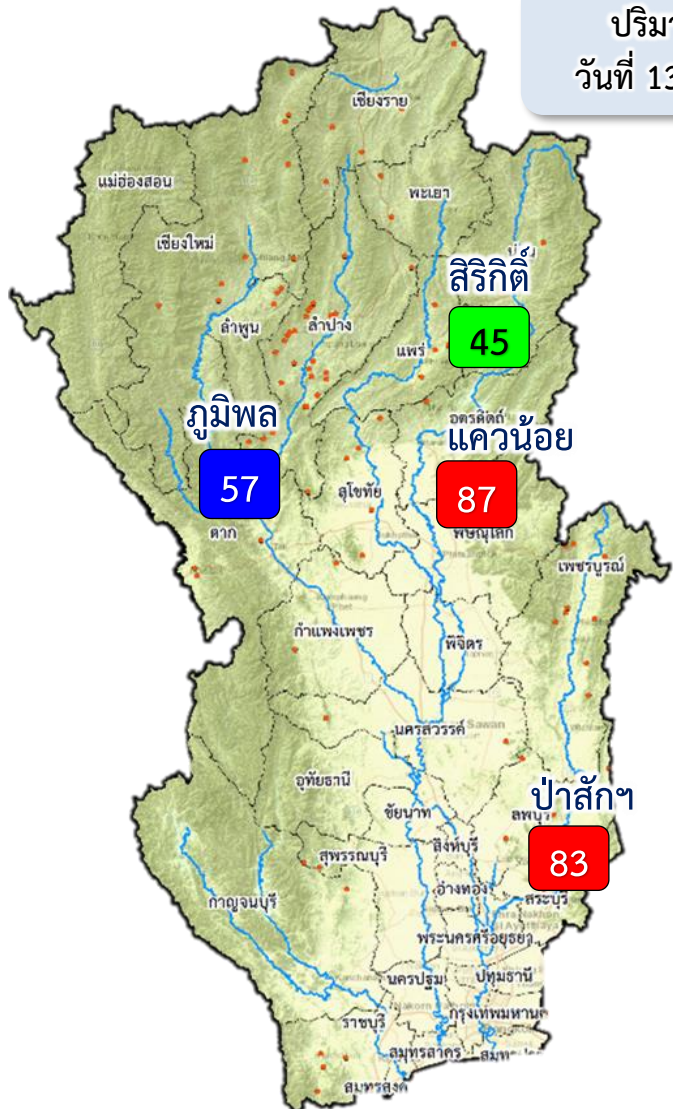 ปริมา
วันที่ 13
เชียงราย
แม่ฮ่องสอน
พะเยา
เชียงใหม่
สิริกิติ์
45
ลำพูน
ลำปาง
แพร่
ภูมิพล
57
อุตรดิตถ์
แควน้อย
87
สุโขทัย
ตาก
พิษณุโลก
เพชรบูรณ์
กำแพงเพชร
พิจิตร
นครสวรรค์
Sawan
อุทัยธานี
ป่าสักฯ
83
ชัยนาท
ลพบุรี
สิงห์บุรี
สุพรรณบุรี
อ่างทอง
สระบุรี
กาญจนบุรี
พระนครศรีอยุธยา
นครปฐม
ปทุมธานี
กรุงเทพมหานค
ราชบุรี
สมุทรสาคร
สมุทรสงค